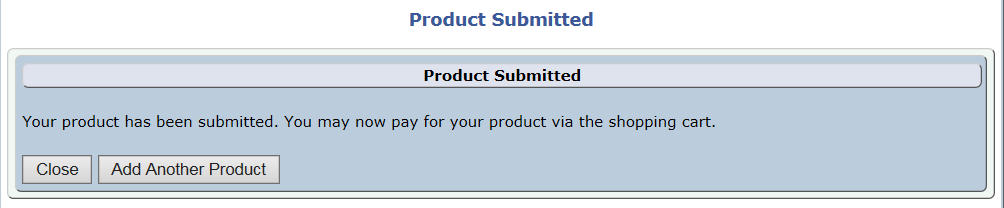 Product Submitted
Product Submitted
Your product has been submitted. You may now pay for your product via the shopping cart.
Close Add Another Product